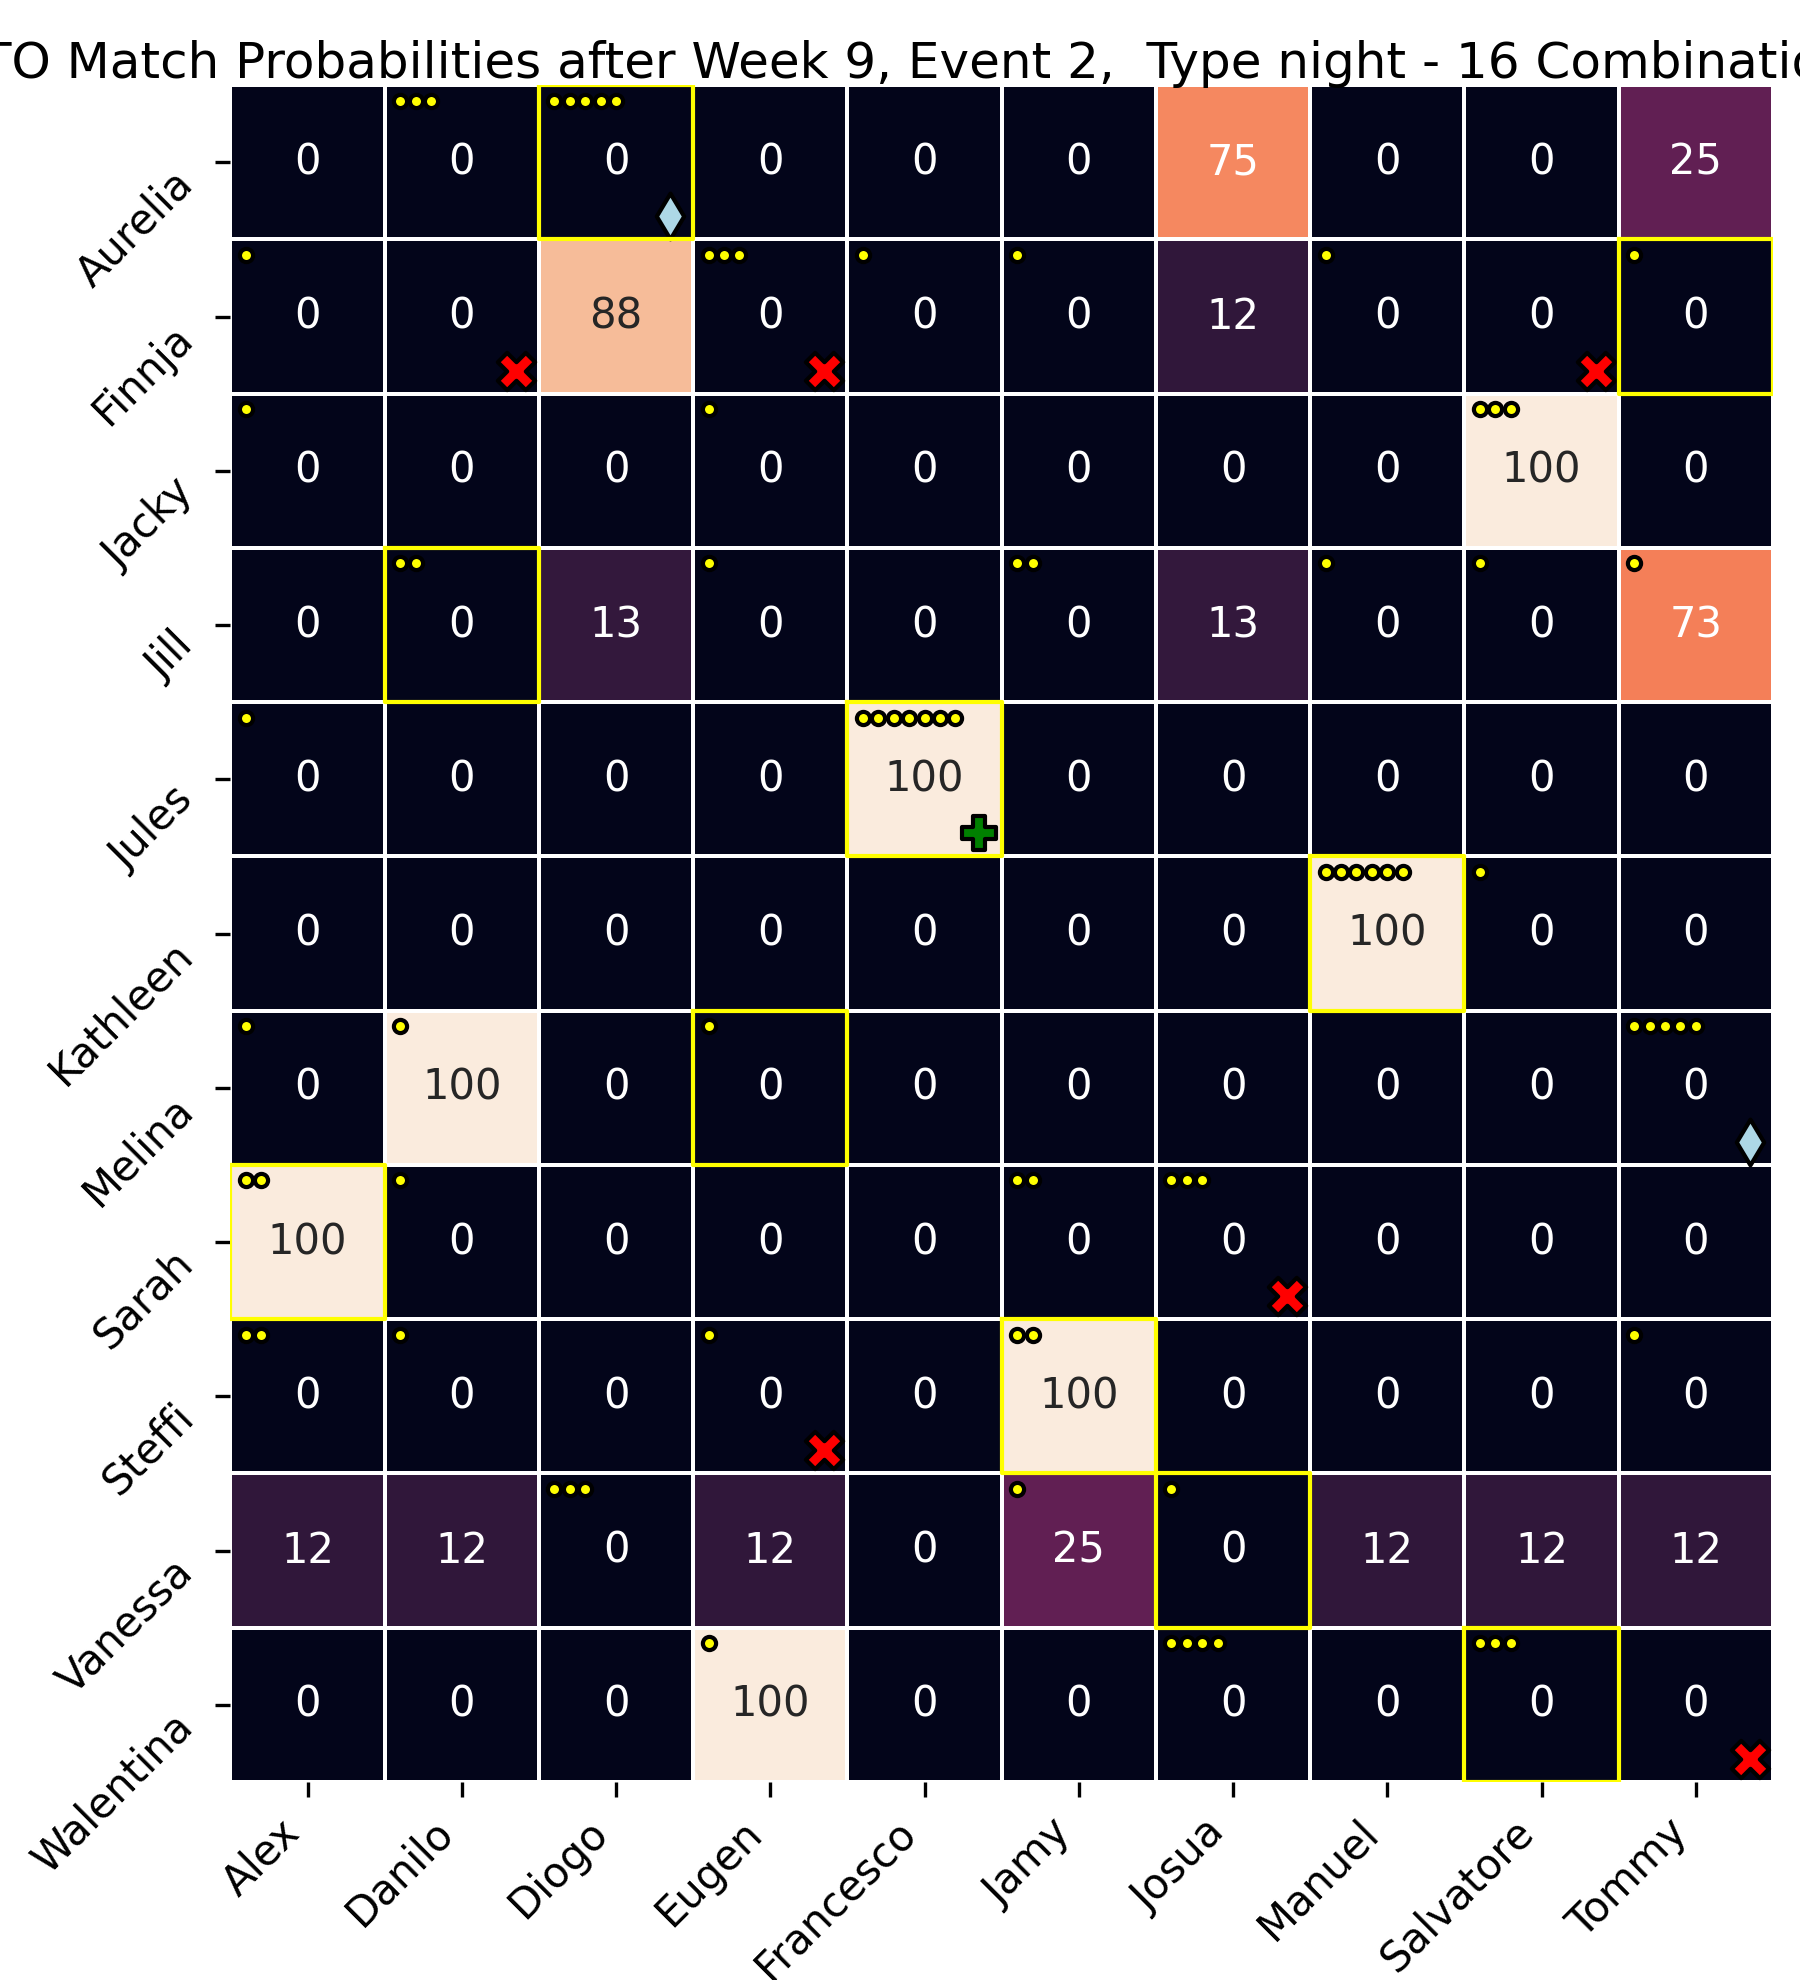 TO Match Probabilities after Week 9, Event 2, Type night - 16 Combinatio
Aurelia 0 0 0 0 0 0 75 0 0 25
Finnja 0 0 88 0 0 0 12 0 0 0
Jacky 0 0 0 0 0 0 0 0 100 0
Jill 0 0 13 0 0 0 13 0 0 73
Jules 0 0 0 0 100 0 0 0 0 0
Kathleen 0 0 0 0 0 0 0 100 0 0
Melina 0 100 0 0 0 0 0 0 0 0
Sarah 100 0 0 0 0 0 0 0 0 0
Steffi 0 0 0 0 0 100 0 0 0 0
Vanessa 12 12 0 12 0 25 0 12 12 12
Walentina 0 0 0 100 0 0 0 0 0 0
Alex Danilo Diogo Eugen Francesco Jamy Josua Manuel Salvatore Tommy